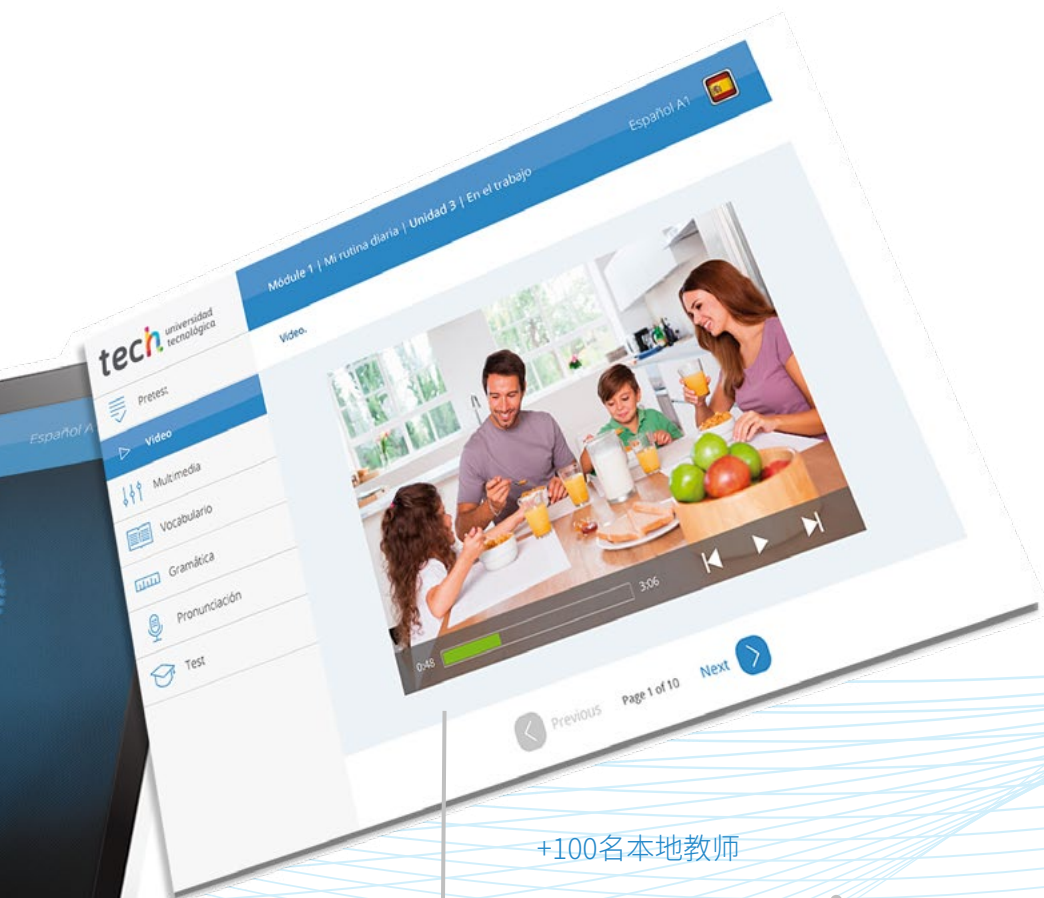 Español A1
Módule 1 | Mi rutina diaria | Unidad 3 | En el trabajo
tech universidad
tecnológica
Video.
Pretest
Video
Multimedia
Vocabulario
Gramática
Pronunciación
Test
Español A
0:48
3:06
Previous
Page 1 of 10
Next
+100名本地教师